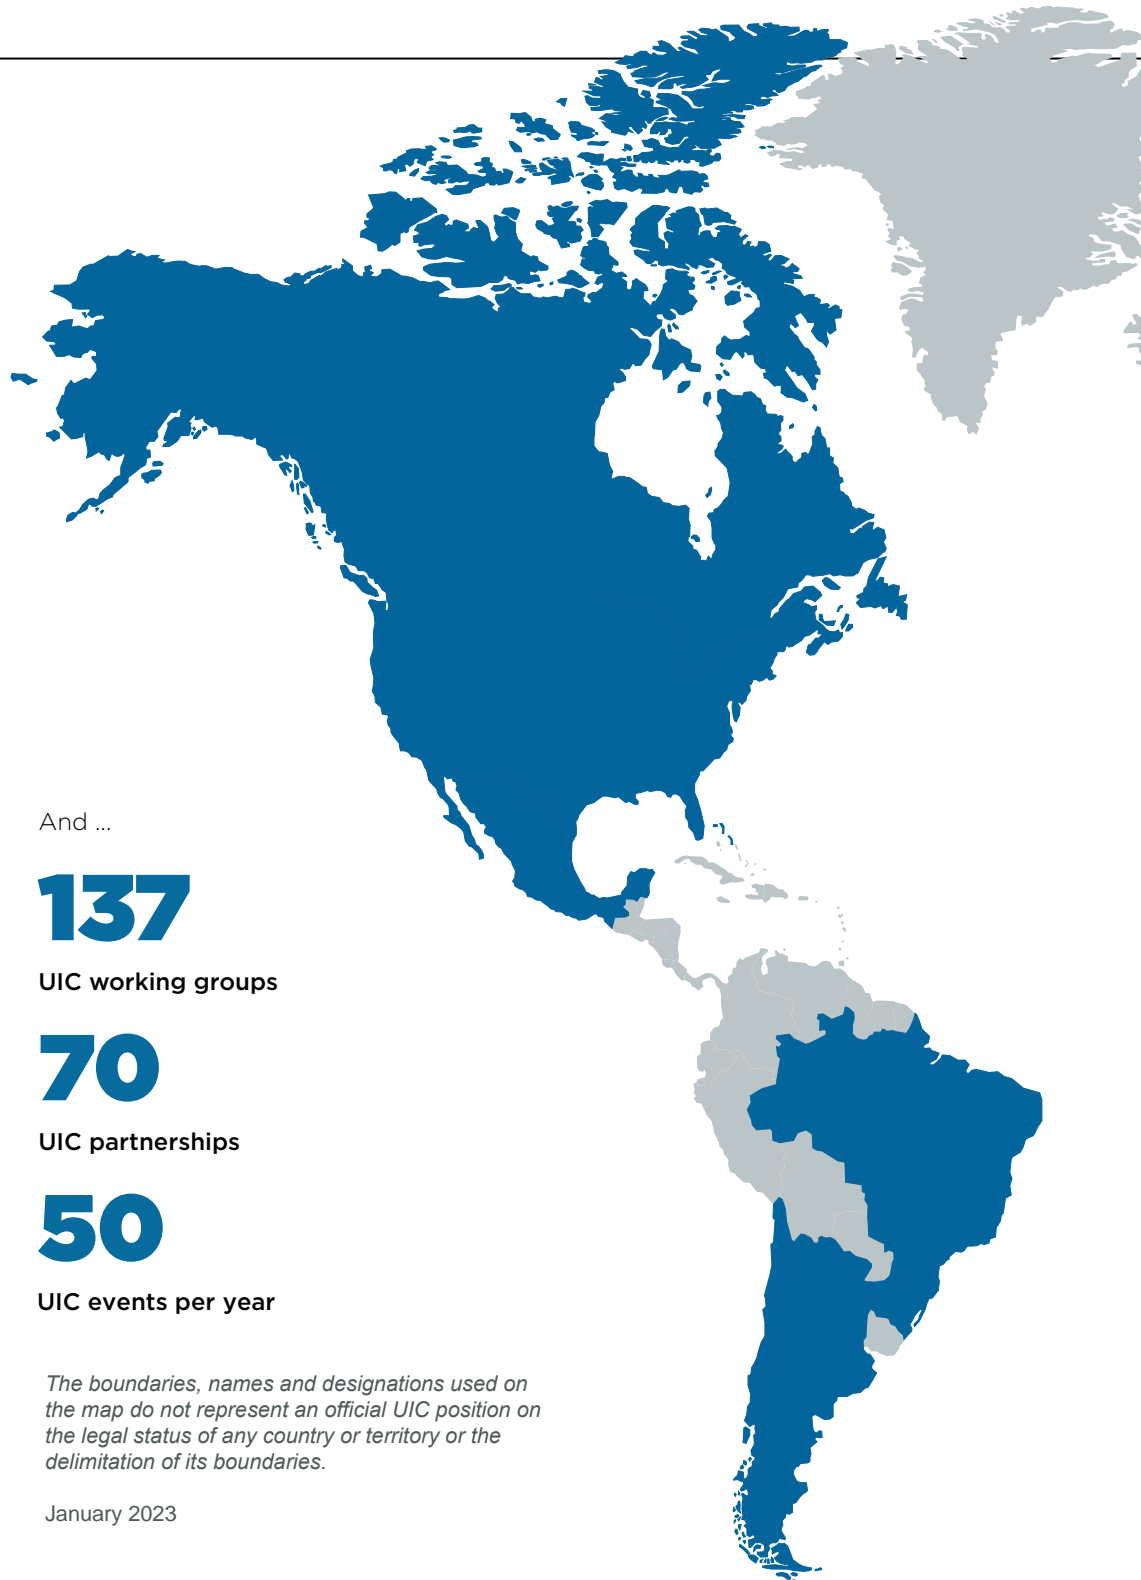 And ...
137
UIC working groups
70
UIC partnerships
50
UIC events per year
The boundaries, names and designations used on
the map do not represent an official UIC position on
the legal status of any country or territory or the
delimitation of its boundaries.
January 2023